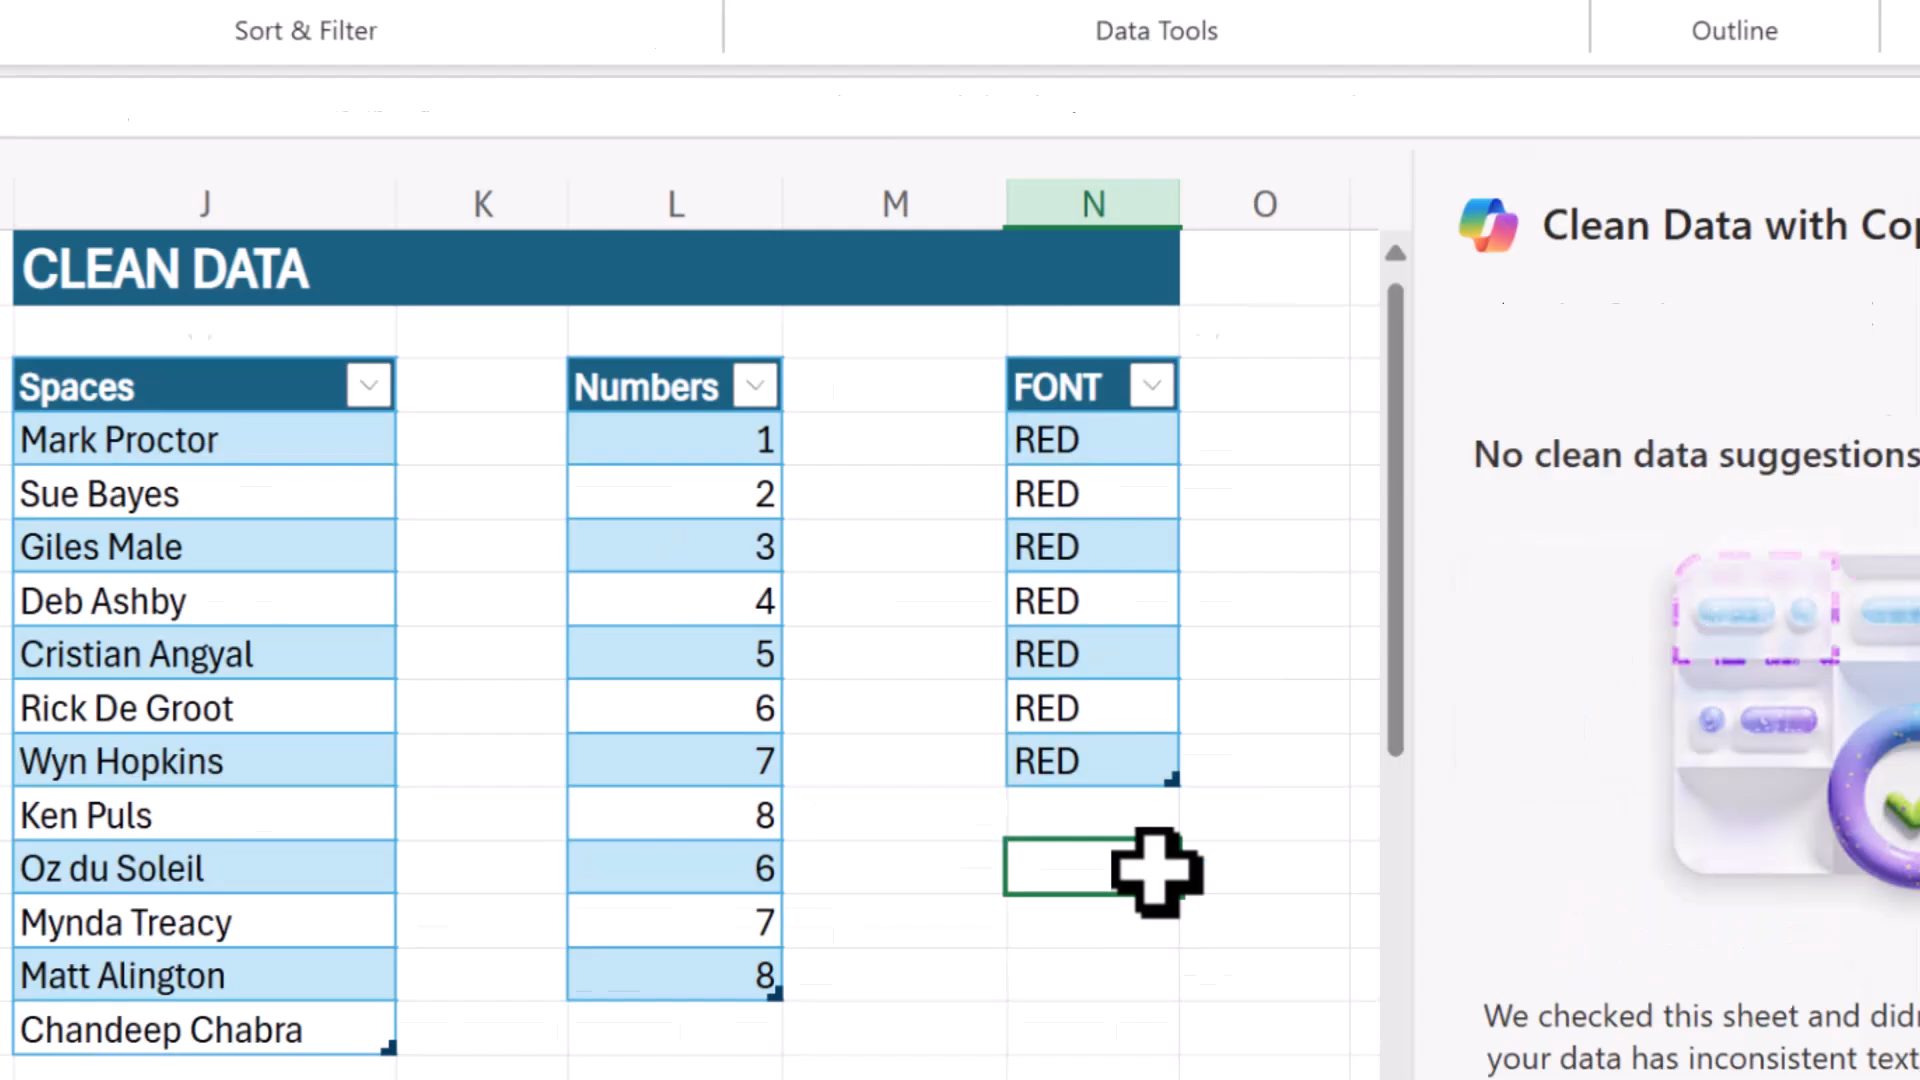 Sort & Filter
Data Tools
Outline
J K L M N O
CLEAN DATA
Clean Data with
No clean data suggestions
Spaces
Mark Proctor
Sue Bayes
Giles Male
Deb Ashby
Cristian Angyal
Rick De Groot
Wyn Hopkins
Ken Puls
Oz du Soleil
Mynda Treacy
Matt Alington
Chandeep Chabra
Numbers
1
2
3
4
5
6
7
8
6
7
8
FONT
RED
RED
RED
RED
RED
RED
RED
We checked this sheet and
your data has inconsistent text